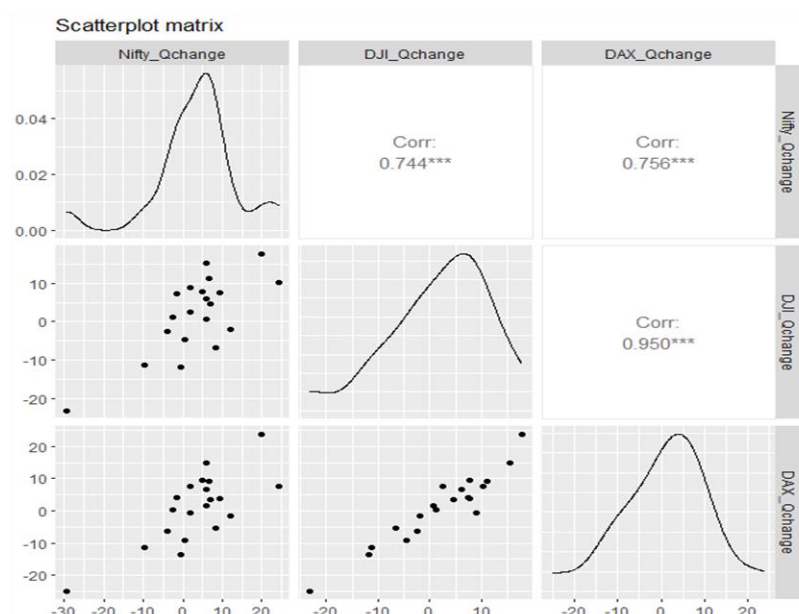 Scatterplot matrix
Nifty_Qchange DJI_Qchange DAX_Qchange
0.04
0.02
0.00
Corr:
0.744***
Corr:
0.756***
Nifty_Qchange
10
0
-10
-20
Corr:
0.950***
DJI_Qchange
20
10
0
-10
-20
DAX_Qchange
-30 -20 -10 0 10 20 -20 -10 0 10 -20 -10 0 10 20